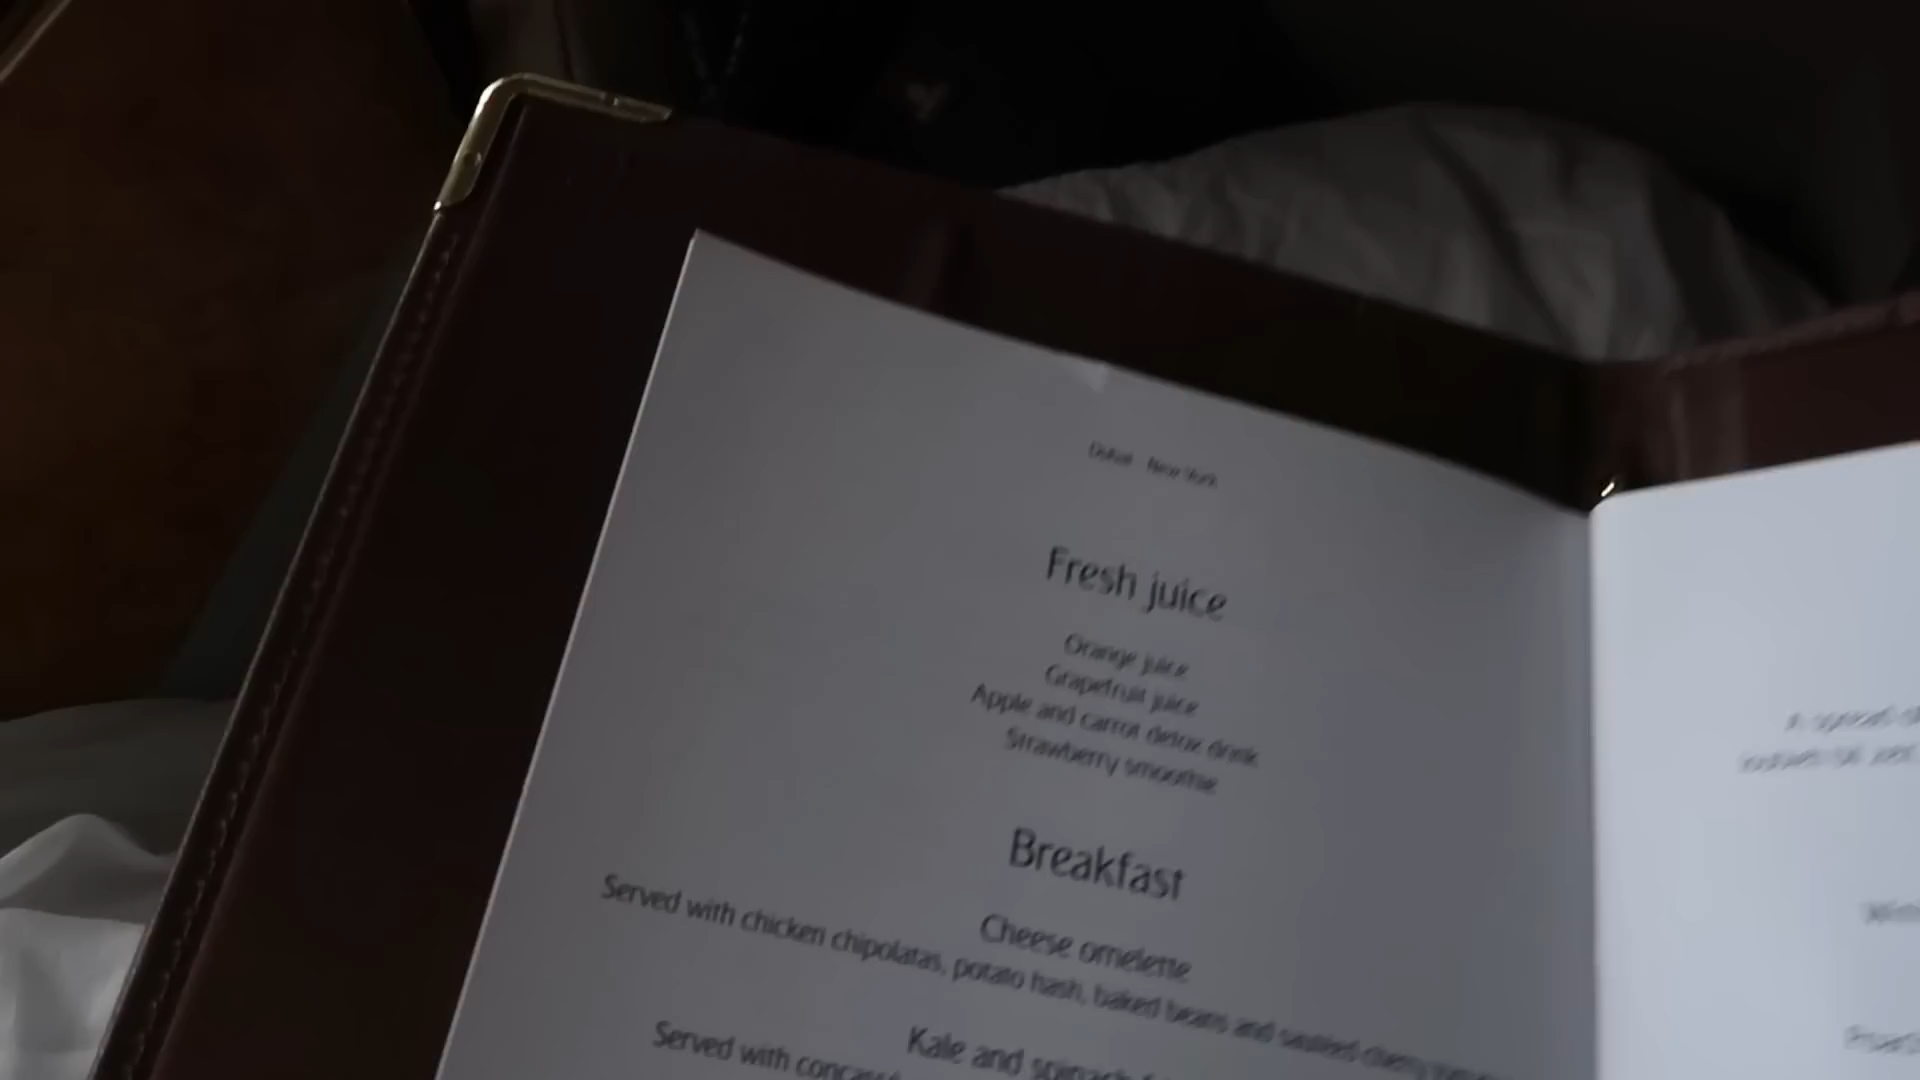 Dubai - New York
Fresh juice
Orange juice
Grapefruit juice
Apple and carrot detox drink
Strawberry smoothie
Breakfast
Cheese omelette
Served with chicken chipolatas, potato hash, baked beans and sautéed cherry
Kale and spinach
Served with
A spread